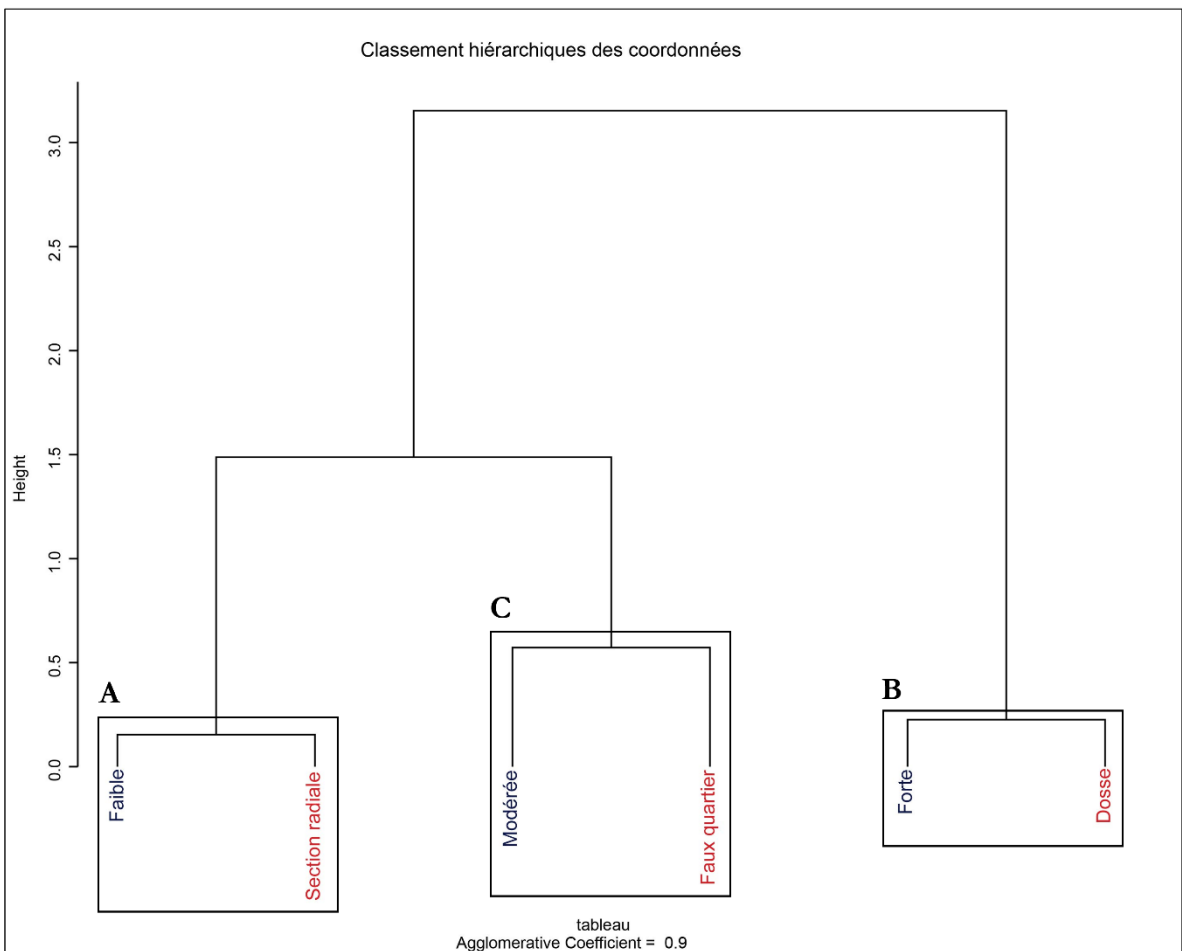 Classement hiérarchiques des coordonnées
Height
3.0
2.5
2.0
1.5
1.0
0.5
0.0
A
C
B
Faible
Section radiale
Modérée
Faux quartier
Forte
Dosse
tableau
Agglomerative Coefficient = 0.9